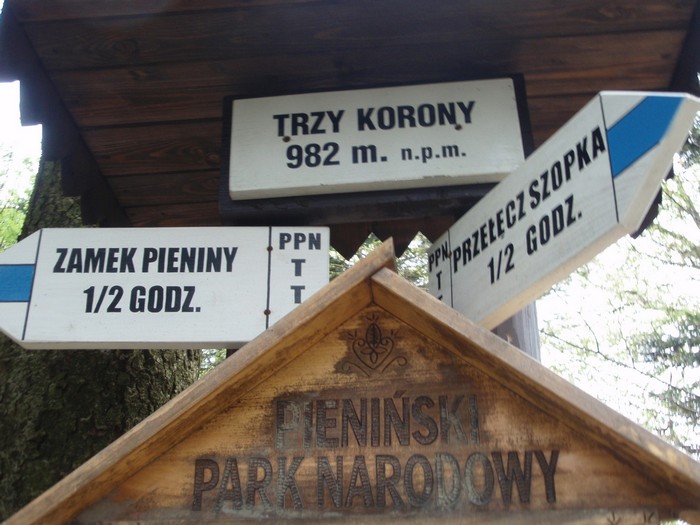 TRZY KORONY
982 m. n.p.m.
ZAMEK PIENINY
1/2 GODZ.
PPN
T
T
PPN
T
T
PRZEŁĘCZ SZOPKA
1/2 GODZ.
PIENIŃSKI
PARK NARODOWY